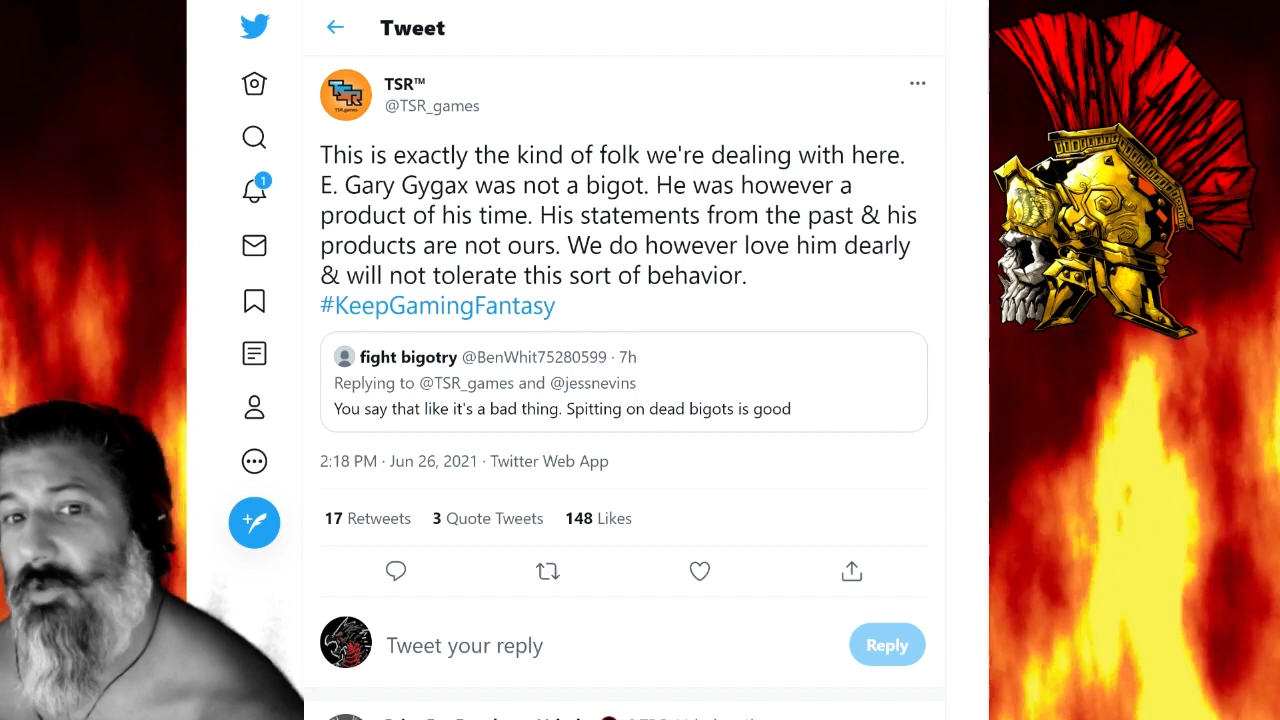 Tweet
TSR™
@TSR_games
This is exactly the kind of folk we're dealing with here.
E. Gary Gygax was not a bigot. He was however a
product of his time. His statements from the past & his
products are not ours. We do however love him dearly
& will not tolerate this sort of behavior.
#KeepGamingFantasy
fight bigotry @BenWhit75280599 · 7h
Replying to @TSR_games and @jessnevins
You say that like it's a bad thing. Spitting on dead bigots is good
2:18 PM · Jun 26, 2021 · Twitter Web App
17 Retweets 3 Quote Tweets 148 Likes
Tweet your reply
Reply
1